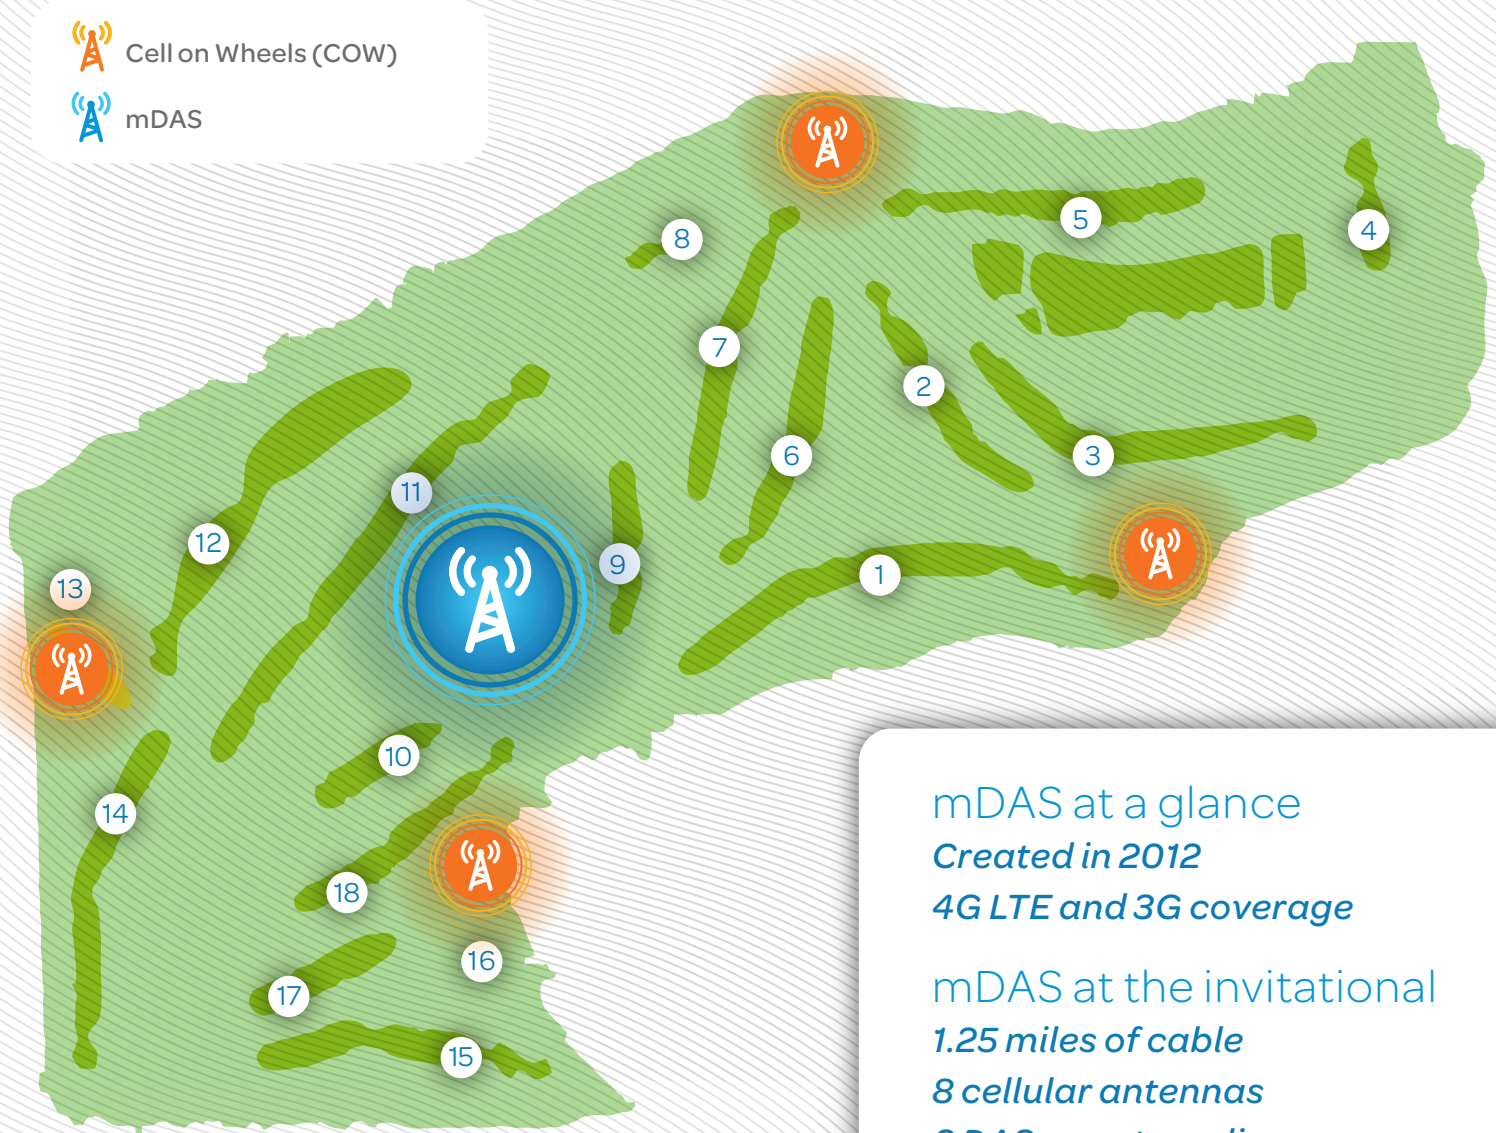 Cell on Wheels (COW)
mDAS
8
5
4
7
2
6
3
11
12
9
1
13
10
14
18
16
17
15
mDAS at a glance
Created in 2012
4G LTE and 3G coverage
mDAS at the invitational
1.25 miles of cable
8 cellular antennas